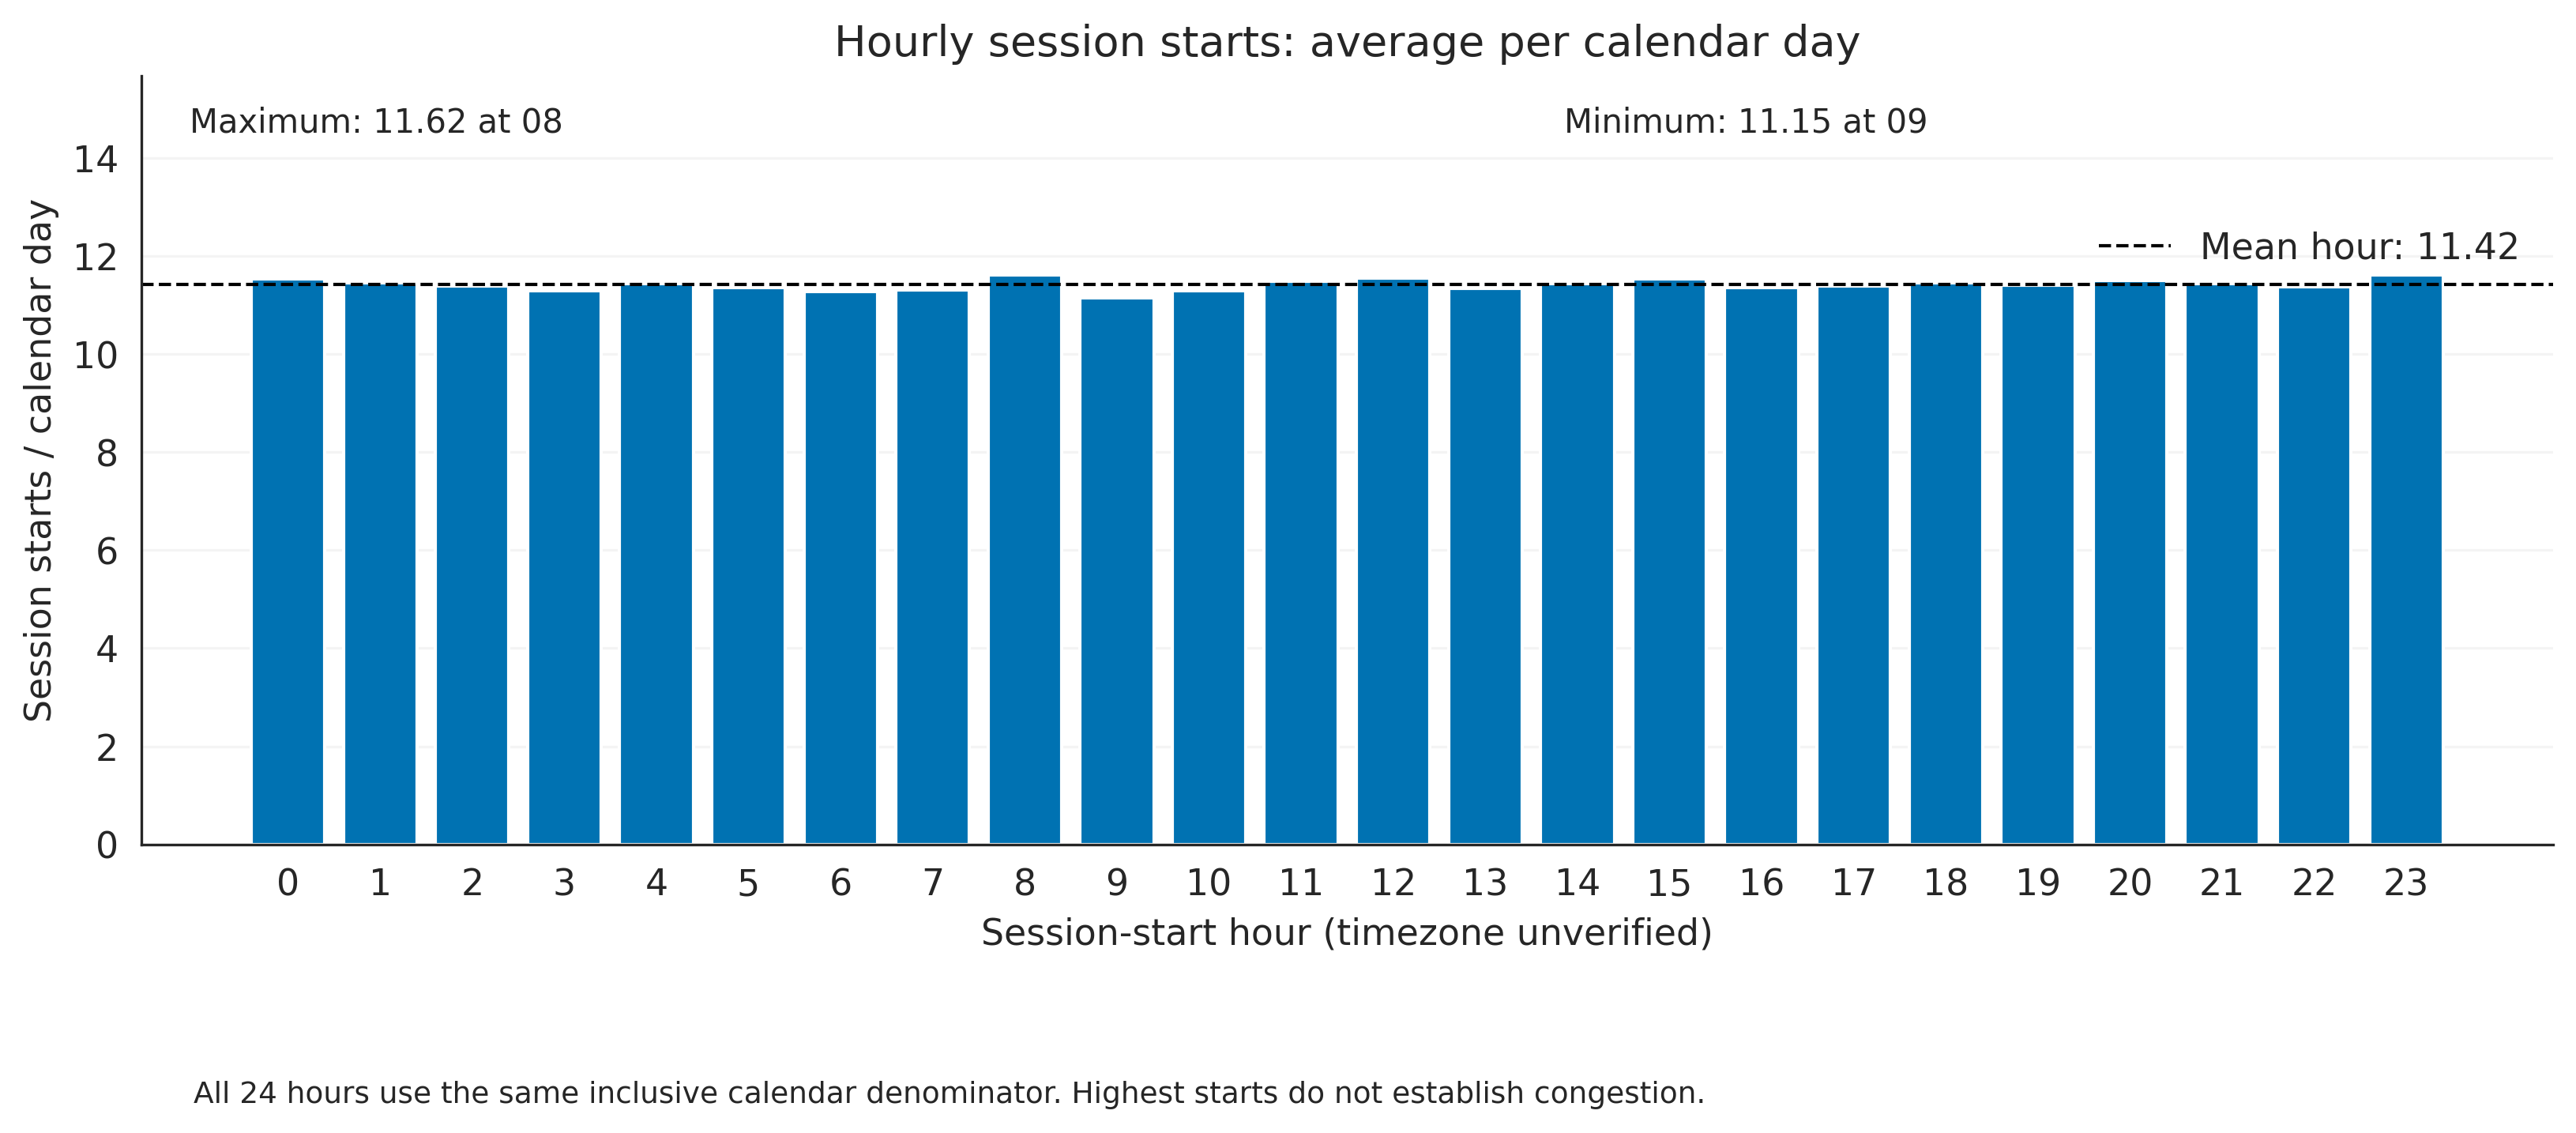 Hourly session starts: average per calendar day
Maximum: 11.62 at 08
Minimum: 11.15 at 09
Mean hour: 11.42
Session starts / calendar day
14
12
10
8
6
4
2
0
0 1 2 3 4 5 6 7 8 9 10 11 12 13 14 15 16 17 18 19 20 21 22 23
Session-start hour (timezone unverified)
All 24 hours use the same inclusive calendar denominator. Highest starts do not establish congestion.